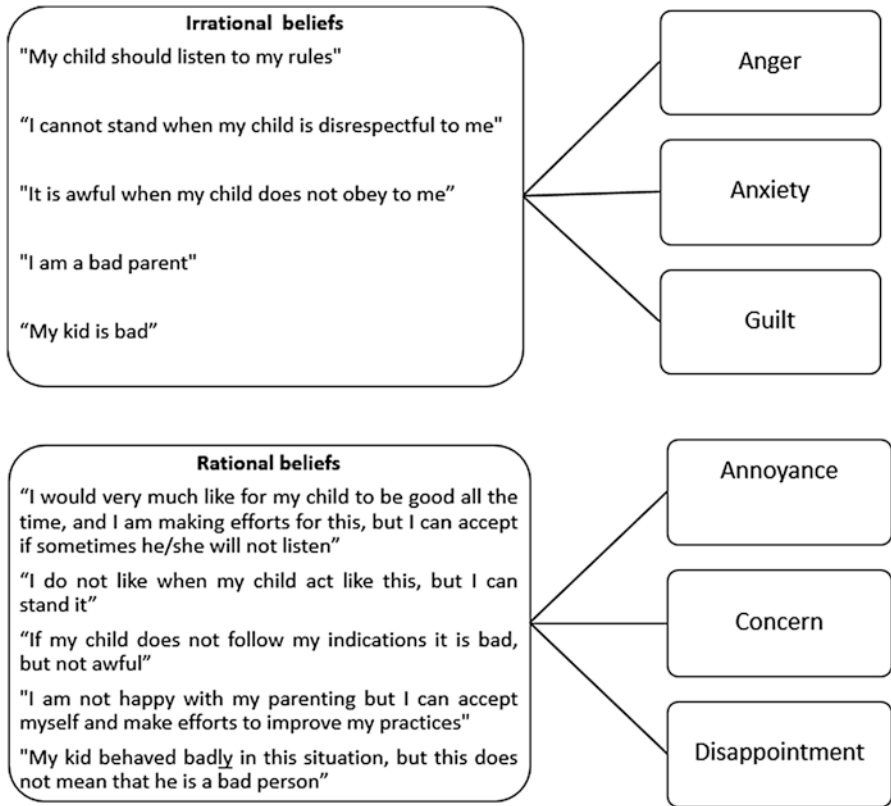 Irrational beliefs
"My child should listen to my rules"
“I cannot stand when my child is disrespectful to me"
"It is awful when my child does not obey to me”
"I am a bad parent"
“My kid is bad”
Anger
Anxiety
Guilt
Rational beliefs
“I would very much like for my child to be good all the
time, and I am making efforts for this, but I can accept
if sometimes he/she will not listen”
“I do not like when my child act like this, but I can
stand it”
“If my child does not follow my indications it is bad,
but not awful”
"I am not happy with my parenting but I can accept
myself and make efforts to improve my practices"
"My kid behaved badly in this situation, but this does
not mean that he is a bad person”
Annoyance
Concern
Disappointment